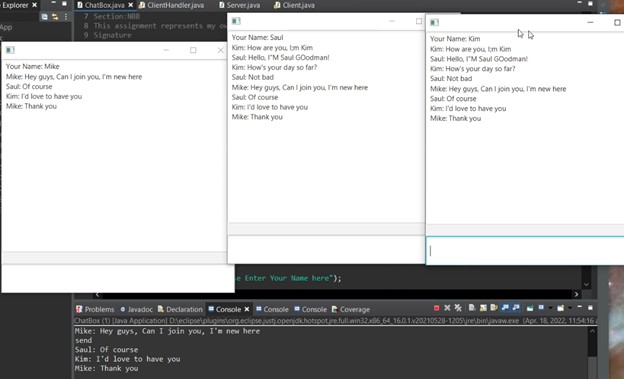 Explorer
ChatBox.java
ClientHandler.java
Server.java
Client.java
7 Section:NBB
8 This assignment represents my ow
9 Signature
Your Name: Mike
Mike: Hey guys, Can I join you, I'm new here
Saul: Of course
Kim: I'd love to have you
Mike: Thank you
Your Name: Saul
Kim: How are you, I;m Kim
Saul: Hello, I"M Saul GOodman!
Kim: How's your day so far?
Saul: Not bad
Mike: Hey guys, Can I join you, I'm new here
Saul: Of course
Kim: I'd love to have you
Mike: Thank you
Your Name: Kim
Kim: How are you, I;m Kim
Saul: Hello, I"M Saul GOodman!
Kim: How's your day so far?
Saul: Not bad
Mike: Hey guys, Can I join you, I'm new here
Saul: Of course
Kim: I'd love to have you
Mike: Thank you
se Enter Your Name here");
Problems Javadoc Declaration Console Console Console Coverage
ChatBox (1) [Java Application] D:\eclipse\plugins\org.eclipse.justj.openjdk.hotspot.jre.full.win32.x86_64_16.0.1.v20210528-1205\jre\bin\javaw.exe (Apr. 18, 2022, 11:54:16
Mike: Hey guys, Can I join you, I'm new here
send
Saul: Of course
Kim: I'd love to have you
Mike: Thank you